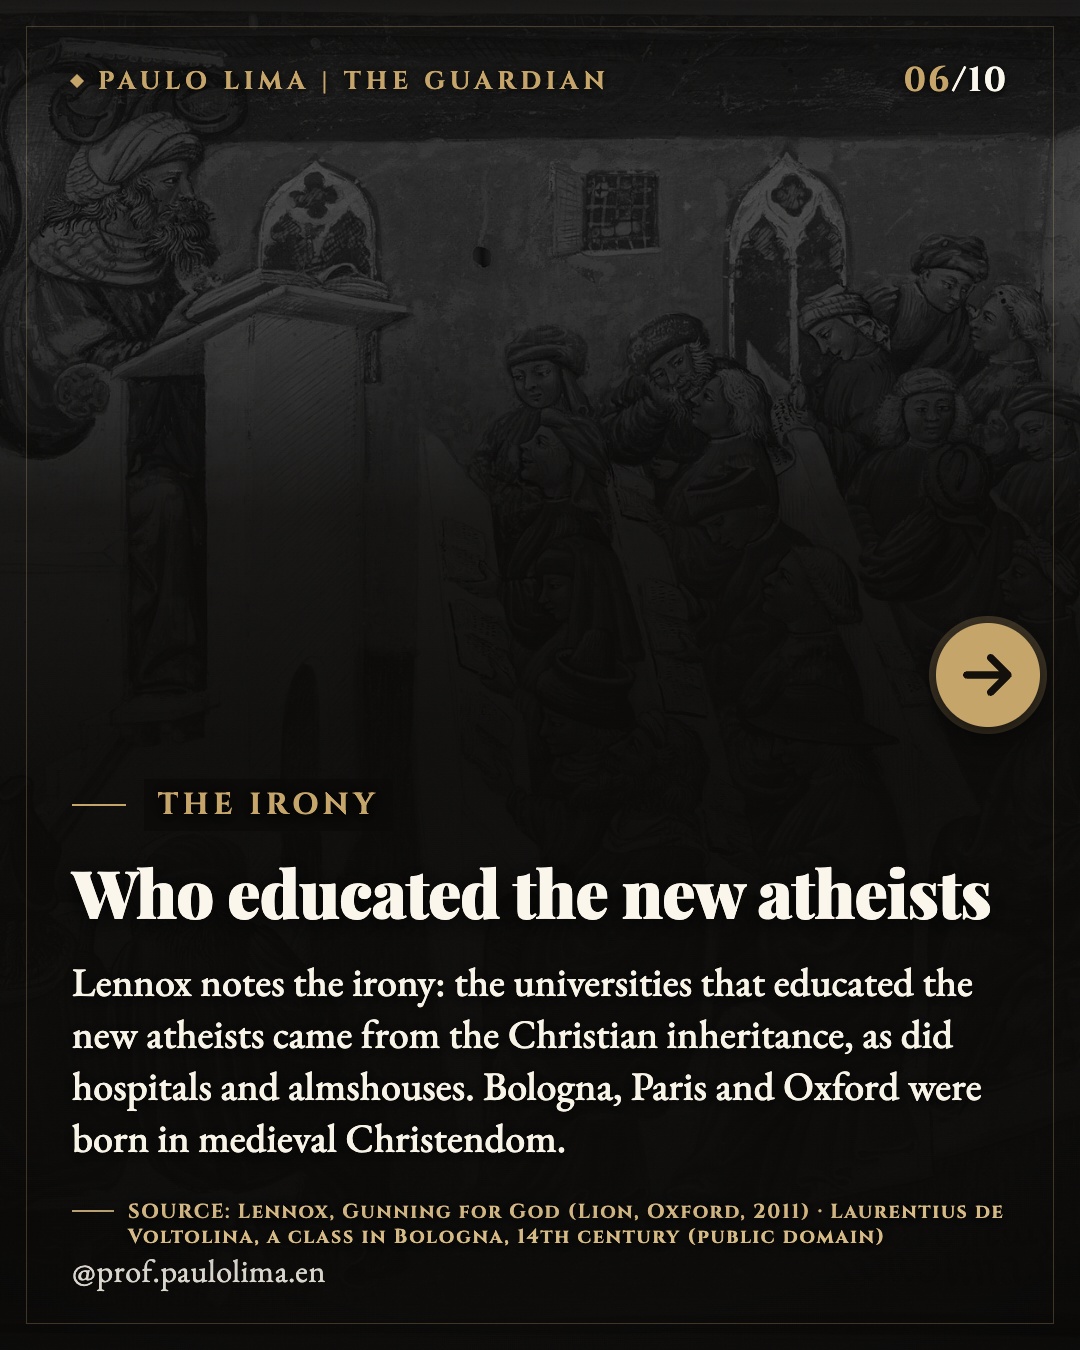 ◆ PAULO LIMA | THE GUARDIAN
06/10
THE IRONY
Who educated the new atheists
Lennox notes the irony: the universities that educated the
new atheists came from the Christian inheritance, as did
hospitals and almshouses. Bologna, Paris and Oxford were
born in medieval Christendom.
SOURCE: Lennox, Gunning for God (Lion, Oxford, 2011) · Laurentius de
Voltolina, a class in Bologna, 14th century (public domain)
@prof.paulolima.en